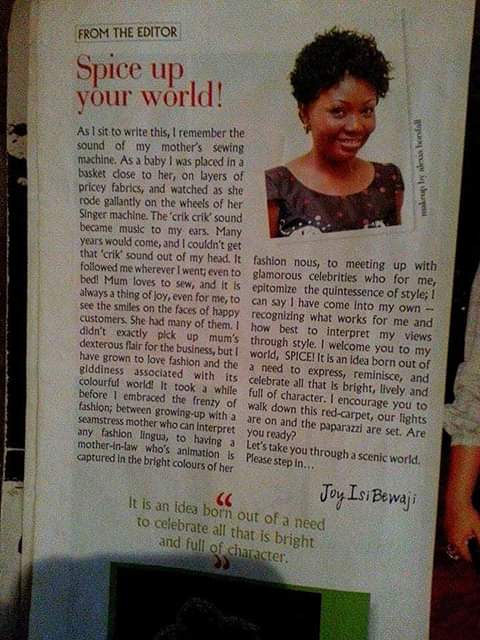 FROM THE EDITOR
Spice up
your world!
As I sit to write this, I remember the
sound of my mother's sewing
machine. As a baby I was placed in a
basket close to her, on layers of
pricey fabrics, and watched as she
rode gallantly on the wheels of her
Singer machine. The 'crik crik' sound
became music to my ears. Many
years would come, and I couldn't get
that 'crik' sound out of my head. It
followed me wherever I went; even to
bed! Mum loves to sew, and it is
always a thing of joy, even for me, to
see the smiles on the faces of happy
customers. She had many of them. I
didn't exactly pick up mum's
dexterous flair for the business, but I
have grown to love fashion and the
giddiness associated with its
colourful world! It took a while
before I embraced the frenzy of
fashion; between growing-up with a
seamstress mother who can interpret
any fashion lingua, to having a
mother-in-law who's animation is
captured in the bright colours of her
makeup by alexis horsfall
fashion nous, to meeting up with
glamorous celebrities who for me,
epitomize the quintessence of style; I
can say I have come into my own —
recognizing what works for me and
how best to interpret my views
through style. I welcome you to my
world, SPICE! It is an idea born out of
a need to express, reminisce, and
celebrate all that is bright, lively and
full of character. I encourage you to
walk down this red-carpet, our lights
are on and the paparazzi are set. Are
you ready?
Let's take you through a scenic world.
Please step in...
Joy Isi Bewaji
“
It is an idea born out of a need
to celebrate all that is bright
and full of character.
”